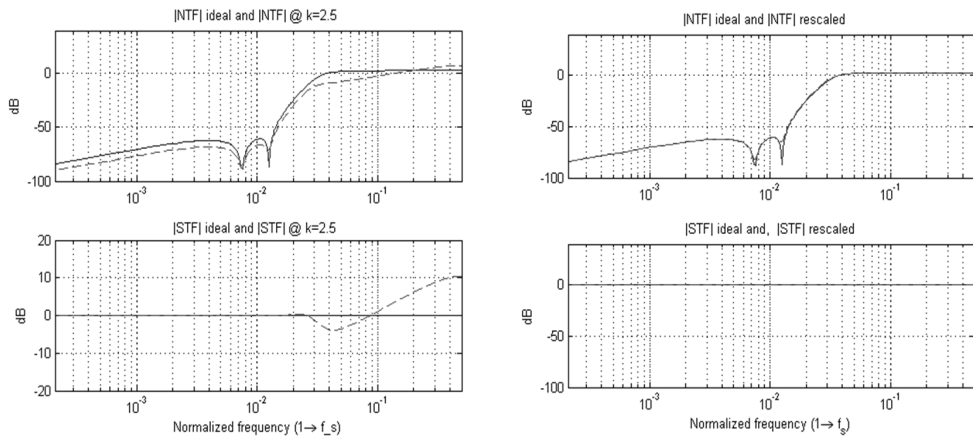 |NTF| ideal and |NTF| @ k=2.5
0
-50
-100
dB
10^-3
10^-2
10^-1
|STF| ideal and |STF| @ k=2.5
20
10
0
-10
-20
dB
10^-3
10^-2
10^-1
Normalized frequency (1→ f_s)
|NTF| ideal and |NTF| rescaled
0
-50
-100
dB
10^-3
10^-2
10^-1
|STF| ideal and, |STF| rescaled
0
-50
-100
dB
10^-3
10^-2
10^-1
Normalized frequency (1→ f_s)